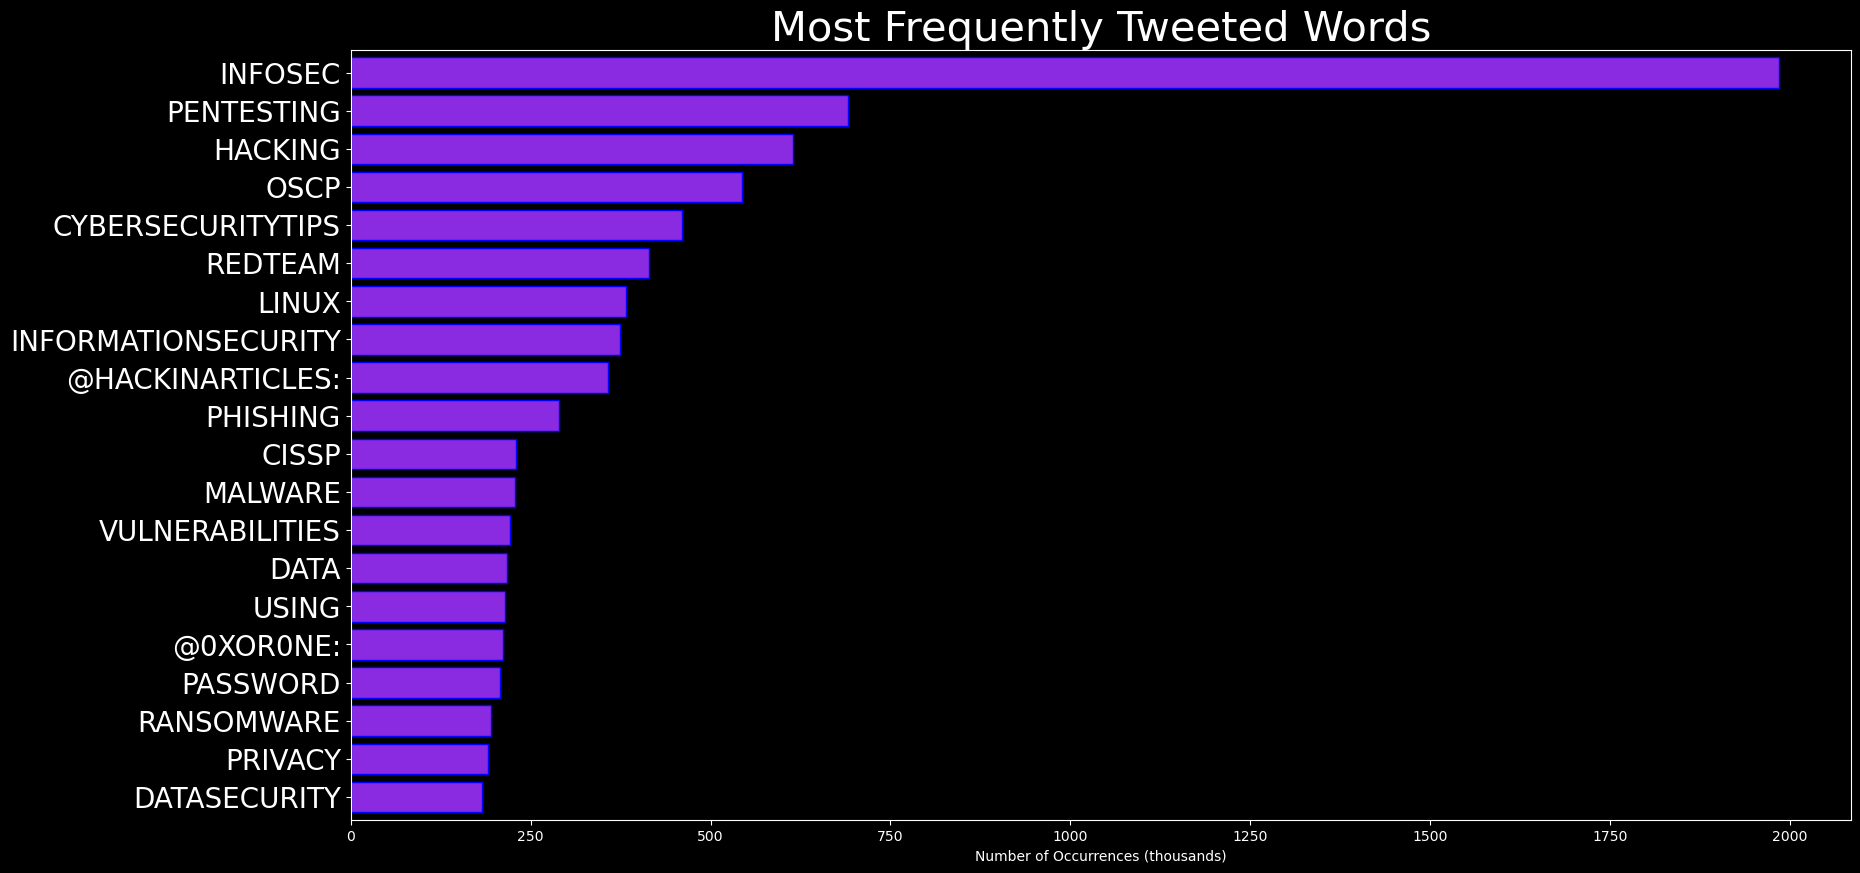 Most Frequently Tweeted Words
INFOSEC
PENTESTING
HACKING
OSCP
CYBERSECURITYTIPS
REDTEAM
LINUX
INFORMATIONSECURITY
@HACKINARTICLES:
PHISHING
CISSP
MALWARE
VULNERABILITIES
DATA
USING
@0XOR0NE:
PASSWORD
RANSOMWARE
PRIVACY
DATASECURITY
0 250 500 750 1000 1250 1500 1750 2000
Number of Occurrences (thousands)